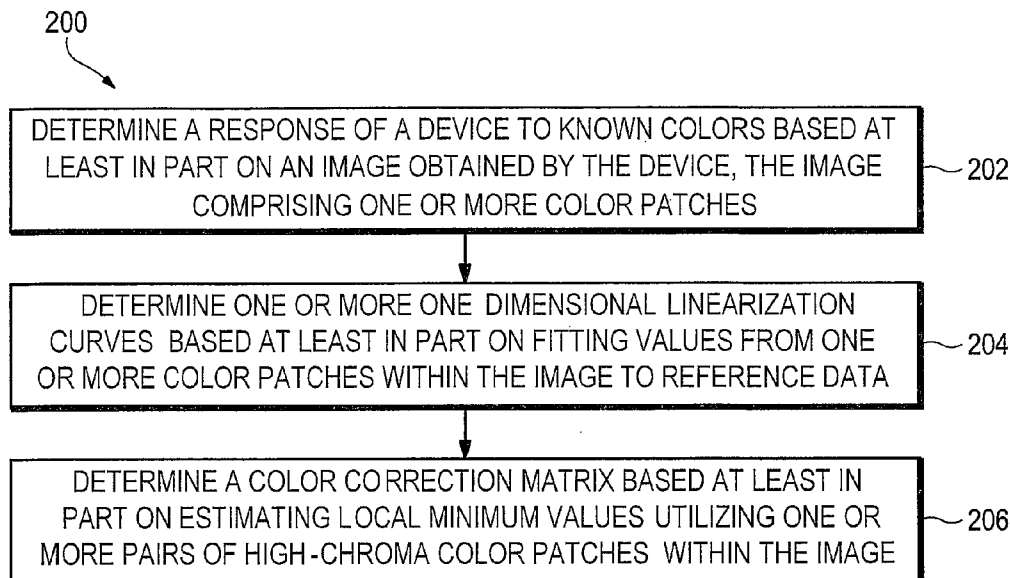 200
DETERMINE A RESPONSE OF A DEVICE TO KNOWN COLORS BASED AT
LEAST IN PART ON AN IMAGE OBTAINED BY THE DEVICE, THE IMAGE
COMPRISING ONE OR MORE COLOR PATCHES
202
DETERMINE ONE OR MORE ONE DIMENSIONAL LINEARIZATION
CURVES BASED AT LEAST IN PART ON FITTING VALUES FROM ONE
OR MORE COLOR PATCHES WITHIN THE IMAGE TO REFERENCE DATA
204
DETERMINE A COLOR CORRECTION MATRIX BASED AT LEAST IN
PART ON ESTIMATING LOCAL MINIMUM VALUES UTILIZING ONE OR
MORE PAIRS OF HIGH-CHROMA COLOR PATCHES WITHIN THE IMAGE
206